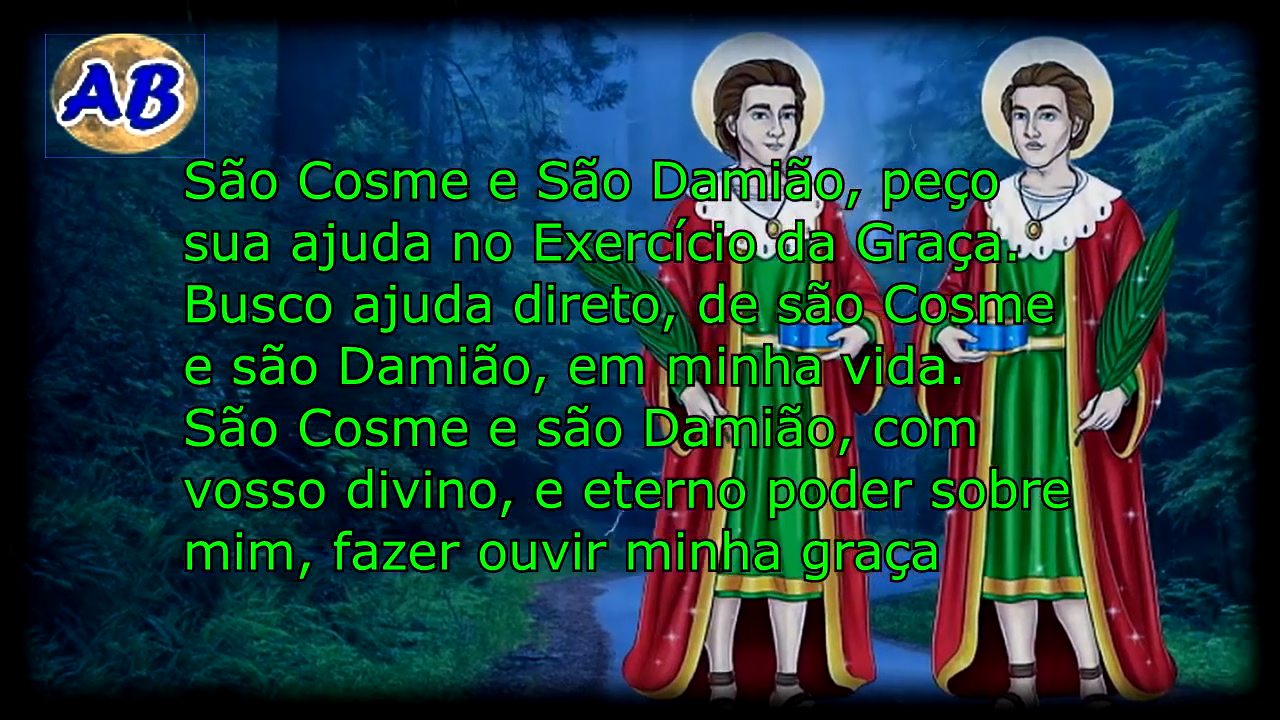 AB
São Cosme e São Damião, peço
sua ajuda no Exercício da Graça.
Busco ajuda direto, de são Cosme
e são Damião, em minha vida.
São Cosme e são Damião, com
vosso divino, e eterno poder sobre
mim, fazer ouvir minha graça